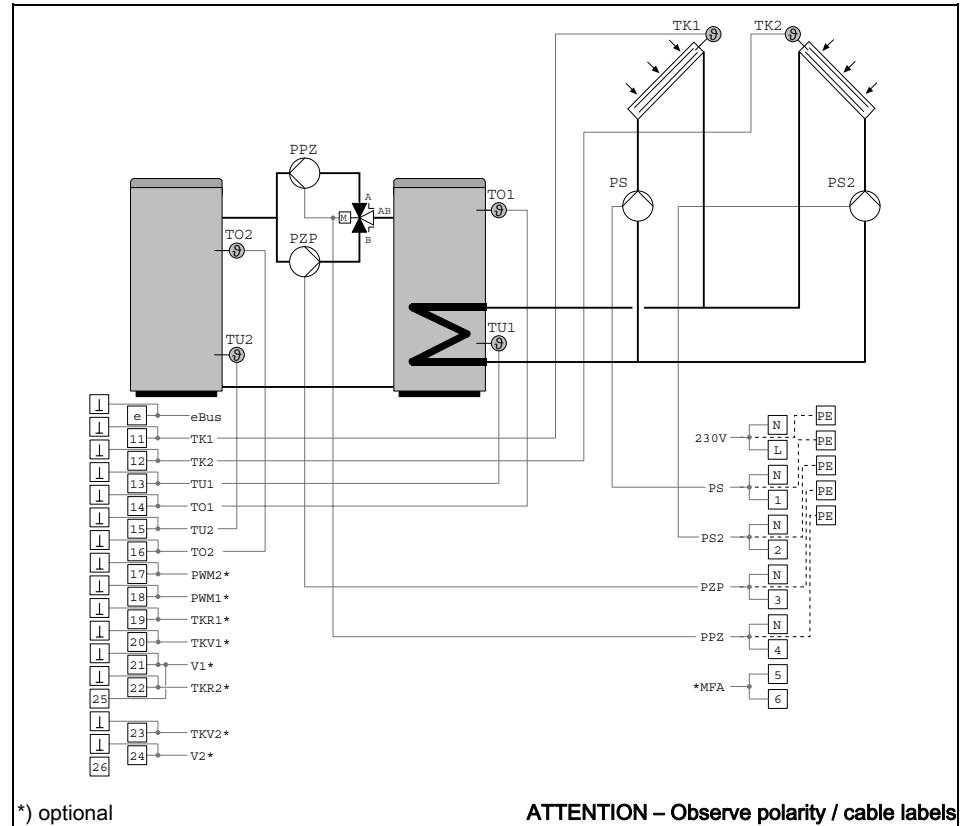 TK1
TK2
PPZ
PS
PS2
A
TO1
M
AB
B
TO2
PZP
TU2
TU1
⊥
e eBus
⊥
11 TK1
⊥
12 TK2
⊥
13 TU1
⊥
14 TO1
⊥
15 TU2
⊥
16 TO2
⊥
17 PWM2*
⊥
18 PWM1*
⊥
19 TKR1*
⊥
20 TKV1*
⊥
21 V1*
⊥
22 TKR2*
25
⊥
23 TKV2*
⊥
24 V2*
26
230V N PE
L
PS N PE
1
PS2 N PE
2
PZP N PE
3
PPZ N PE
4
*MFA 5
6
*) optional
ATTENTION – Observe polarity / cable labels